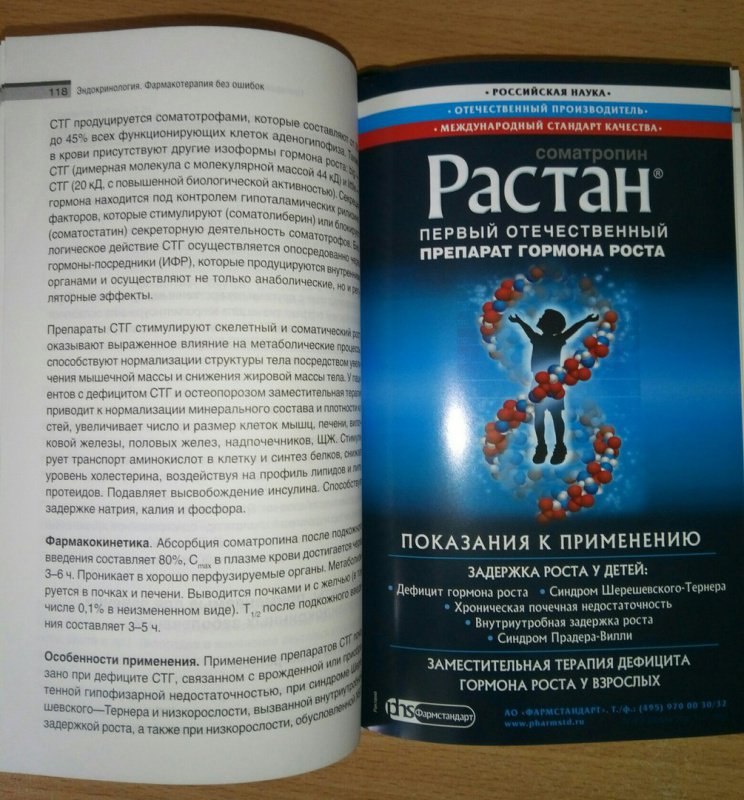 118 Эндокринология. Фармакотерапия без ошибок
СТГ продуцируется соматотрофами, которые составляют от
до 45% всех функционирующих клеток аденогипофиза.
в крови присутствуют другие изоформы гормона роста:
СТГ (димерная молекула с молекулярной массой 44 кД) и
СТГ (20 кД, с повышенной биологической активностью).
гормона находится под контролем гипоталамических
факторов, которые стимулируют (соматолиберин) или
(соматостатин) секреторную деятельность соматотрофов.
логическое действие СТГ осуществляется опосредованно
гормоны-посредники (ИФР), которые продуцируются
органами и осуществляют не только анаболические, но и
ляторные эффекты.
Препараты СТГ стимулируют скелетный и соматический
оказывают выраженное влияние на метаболические
способствуют нормализации структуры тела посредством
чения мышечной массы и снижения жировой массы тела. У
ентов с дефицитом СТГ и остеопорозом заместительная
приводит к нормализации минерального состава и плотности
стей, увеличивает число и размер клеток мышц, печени,
ковой железы, половых желез, надпочечников, ЩЖ.
рует транспорт аминокислот в клетку и синтез белков,
уровень холестерина, воздействуя на профиль липидов и
протеидов. Подавляет высвобождение инсулина.
задержке натрия, калия и фосфора.
Фармакокинетика. Абсорбция соматропина после
введения составляет 80%, Cmax в плазме крови достигается
3–6 ч. Проникает в хорошо перфузируемые органы.
руется в почках и печени. Выводится почками и с желчью (в
числе 0,1% в неизмененном виде). T1/2 после подкожного
ния составляет 3–5 ч.
Особенности применения. Применение препаратов СТГ
зано при дефиците СТГ, связанном с врожденной или
тенной гипофизарной недостаточностью, при синдроме
шевского—Тернера и низкорослости, вызванной
задержкой роста, а также при низкорослости, обусловленной
• РОССИЙСКАЯ НАУКА •
• ОТЕЧЕСТВЕННЫЙ ПРОИЗВОДИТЕЛЬ •
• МЕЖДУНАРОДНЫЙ СТАНДАРТ КАЧЕСТВА •
соматропин
Растан®
ПЕРВЫЙ ОТЕЧЕСТВЕННЫЙ
ПРЕПАРАТ ГОРМОНА РОСТА
ПОКАЗАНИЯ К ПРИМЕНЕНИЮ
ЗАДЕРЖКА РОСТА У ДЕТЕЙ:
• Дефицит гормона роста • Синдром Шерешевского-Тернера
• Хроническая почечная недостаточность
• Внутриутробная задержка роста
• Синдром Прадера-Вилли
ЗАМЕСТИТЕЛЬНАЯ ТЕРАПИЯ ДЕФИЦИТА
ГОРМОНА РОСТА У ВЗРОСЛЫХ
Реклама
phs Фармстандарт
АО «ФАРМСТАНДАРТ». Т./ф.: (495) 970 00 30/32
www.pharmstd.ru